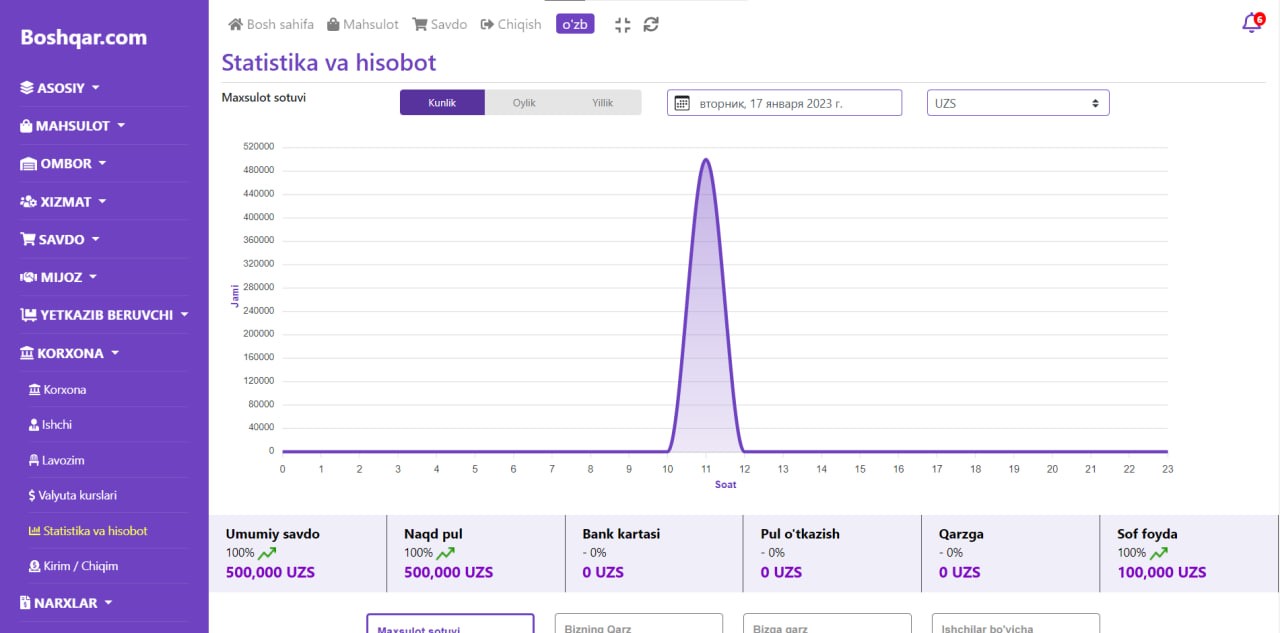 Boshqar.com
Bosh sahifa Mahsulot Savdo Chiqish o'zb
6
ASOSIY
MAHSULOT
OMBOR
XIZMAT
SAVDO
MIJOZ
YETKAZIB BERUVCHI
KORXONA
Korxona
Ishchi
Lavozim
Valyuta kurslari
Statistika va hisobot
Kirim / Chiqim
NARXLAR
Statistika va hisobot
Maxsulot sotuvi
Kunlik Oylik Yillik
вторник, 17 января 2023 г.
UZS
520000
480000
440000
400000
360000
320000
280000
240000
200000
160000
120000
80000
40000
0
Jami
0 1 2 3 4 5 6 7 8 9 10 11 12 13 14 15 16 17 18 19 20 21 22 23
Soat
Umumiy savdo
100%
500,000 UZS
Naqd pul
100%
500,000 UZS
Bank kartasi
- 0%
0 UZS
Pul o'tkazish
- 0%
0 UZS
Qarzga
- 0%
0 UZS
Sof foyda
100%
100,000 UZS
Maxsulot sotuvi
Bizning Qarz
Bizga qarz
Ishchilar bo'yicha